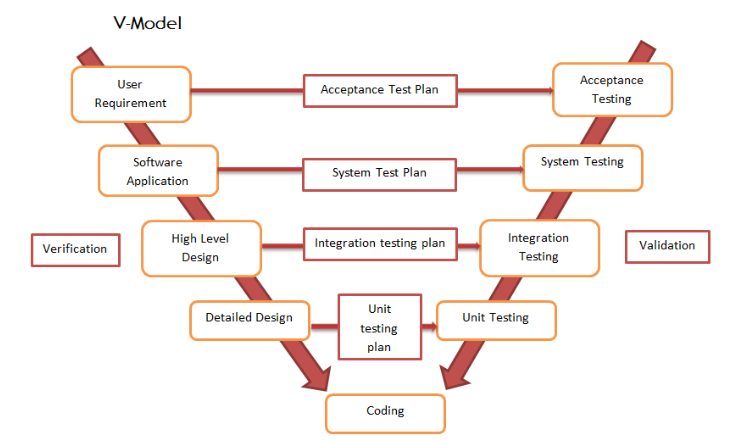 V-Model
User
Requirement
Acceptance Test Plan
Acceptance
Testing
Software
Application
System Test Plan
System Testing
Verification
High Level
Design
Integration testing plan
Integration
Testing
Validation
Detailed Design
Unit
testing
plan
Unit Testing
Coding